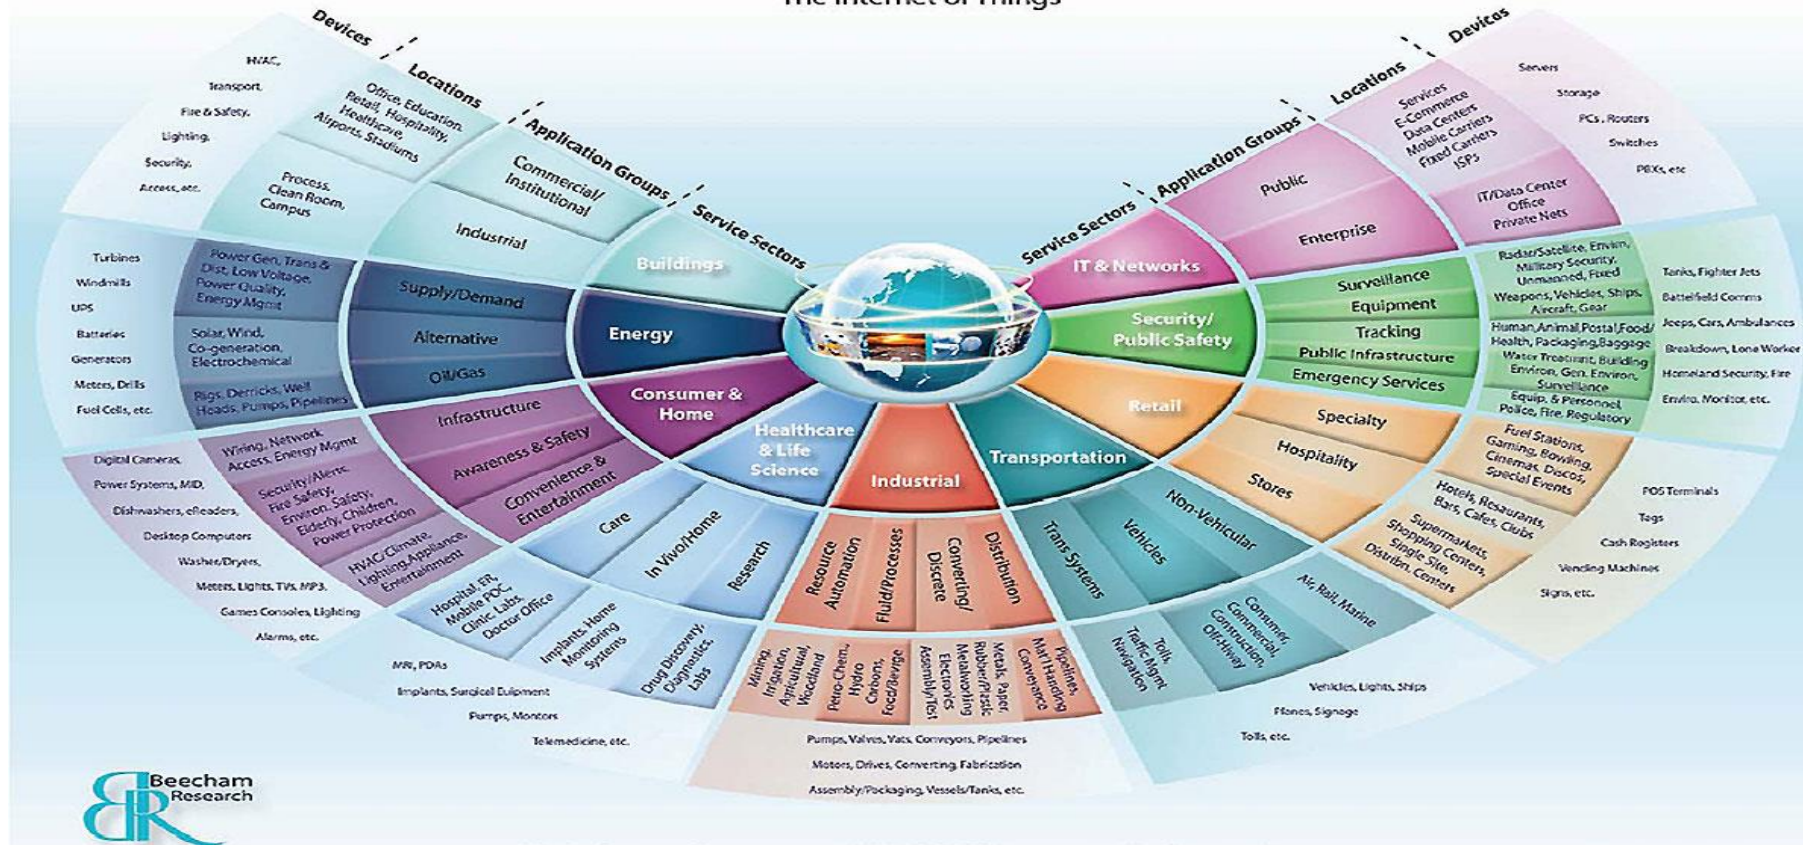 The Internet of Things
Devices
Locations
Application Groups
Service Sectors
Service Sectors
Application Groups
Locations
Devices
HVAC,
Transport,
Fire & Safety,
Lighting,
Security,
Access, etc.
Office, Education,
Retail, Hospitality,
Healthcare,
Airports, Stadiums
Process,
Clean Room,
Campus
Commercial/
Institutional
Industrial
Buildings
Turbines
Windmills
UPS
Batteries
Generators
Meters, Drills
Fuel Cells, etc.
Power Gen, Trans &
Dist, Low Voltage,
Power Quality,
Energy Mgmt
Solar, Wind,
Co-generation,
Electrochemical
Rigs, Derricks, Well
Heads, Pumps, Pipelines
Supply/Demand
Alternative
Oil/Gas
Energy
Digital Cameras,
Power Systems, MID,
Dishwashers, eReaders,
Desktop Computers
Washer/Dryers,
Meters, Lights, TVs, MP3,
Games Consoles, Lighting
Alarms, etc.
Wiring, Network
Access, Energy Mgmt
Security/Alerts
Fire Safety,
Environ. Safety,
Elderly, Children,
Power Protection
HVAC/Climate,
Lighting, Appliance,
Entertainment
Infrastructure
Awareness & Safety
Convenience &
Entertainment
Consumer &
Home
MRI, PDAs
Implants, Surgical Euipment
Pumps, Montors
Telemedicine, etc.
Hospital, ER,
Mobile POC,
Clinic Labs,
Doctor Office
Implants, Home
Monitoring
Systems
Drug Discovery,
Diagnostics,
Labs
Care
In Vivo/Home
Research
Healthcare
& Life
Science
Industrial
Resource
Automation
Fluid/Processes
Converting/
Discrete
Distribution
Mining,
Irrigation,
Agricultural,
Woodland
Petro-Chem.,
Hydro
Carbons,
Food/Bevrge
Metals, Paper,
Rubber/Plastic
Metalworking
Electronics
Assembly/Test
Pipelines,
Mat'l Handing
Conveyance
Pumps, Valves, Vats, Conveyors, Pipelines
Motors, Drives, Converting, Fabrication
Assembly/Packaging, Vessels/Tanks, etc.
Transportation
Trans Systems
Vehicles
Non-Vehicular
Tolls,
Traffic Mgmt
Navigation
Consumer,
Commercial,
Construction,
Off-Hiway
Air, Rail, Marine
Vehicles, Lights, Ships
Planes, Signage
Tolls, etc.
Retail
Specialty
Hospitality
Stores
Fuel Stations,
Gaming, Bowling,
Cinemas, Discos,
Special Events
Hotels, Resaurants,
Bars, Cafes, Clubs
Supermarkets,
Shopping Centers,
Single Site,
Distribn. Centers
POS Terminals
Tags
Cash Registers
Vending Machines
Signs, etc.
Security/
Public Safety
Surveillance
Equipment
Tracking
Public Infrastructure
Emergency Services
Radar/Satellite, Environ,
Military Security,
Unmanned, Fixed
Weapons, Vehicles, Ships,
Aircraft, Gear
Human, Animal, Postal, Food/
Health, Packaging, Baggage
Water Treatmnt, Building
Environ, Gen. Environ,
Surveillance
Equip. & Personnel,
Police, Fire, Regulatory
Tanks, Fighter Jets
Battelfield Comms
Jeeps, Cars, Ambulances
Breakdown, Lone Worker
Homeland Security, Fire
Enviro. Monitor, etc.
IT & Networks
Public
Enterprise
Services
E-Commerce
Data Centers
Mobile Carriers
Fixed Carriers
ISPs
IT/Data Center
Office
Private Nets
Servers
Storage
PCs, Routers
Switches
PBXs, etc
Beecham
Research
BR